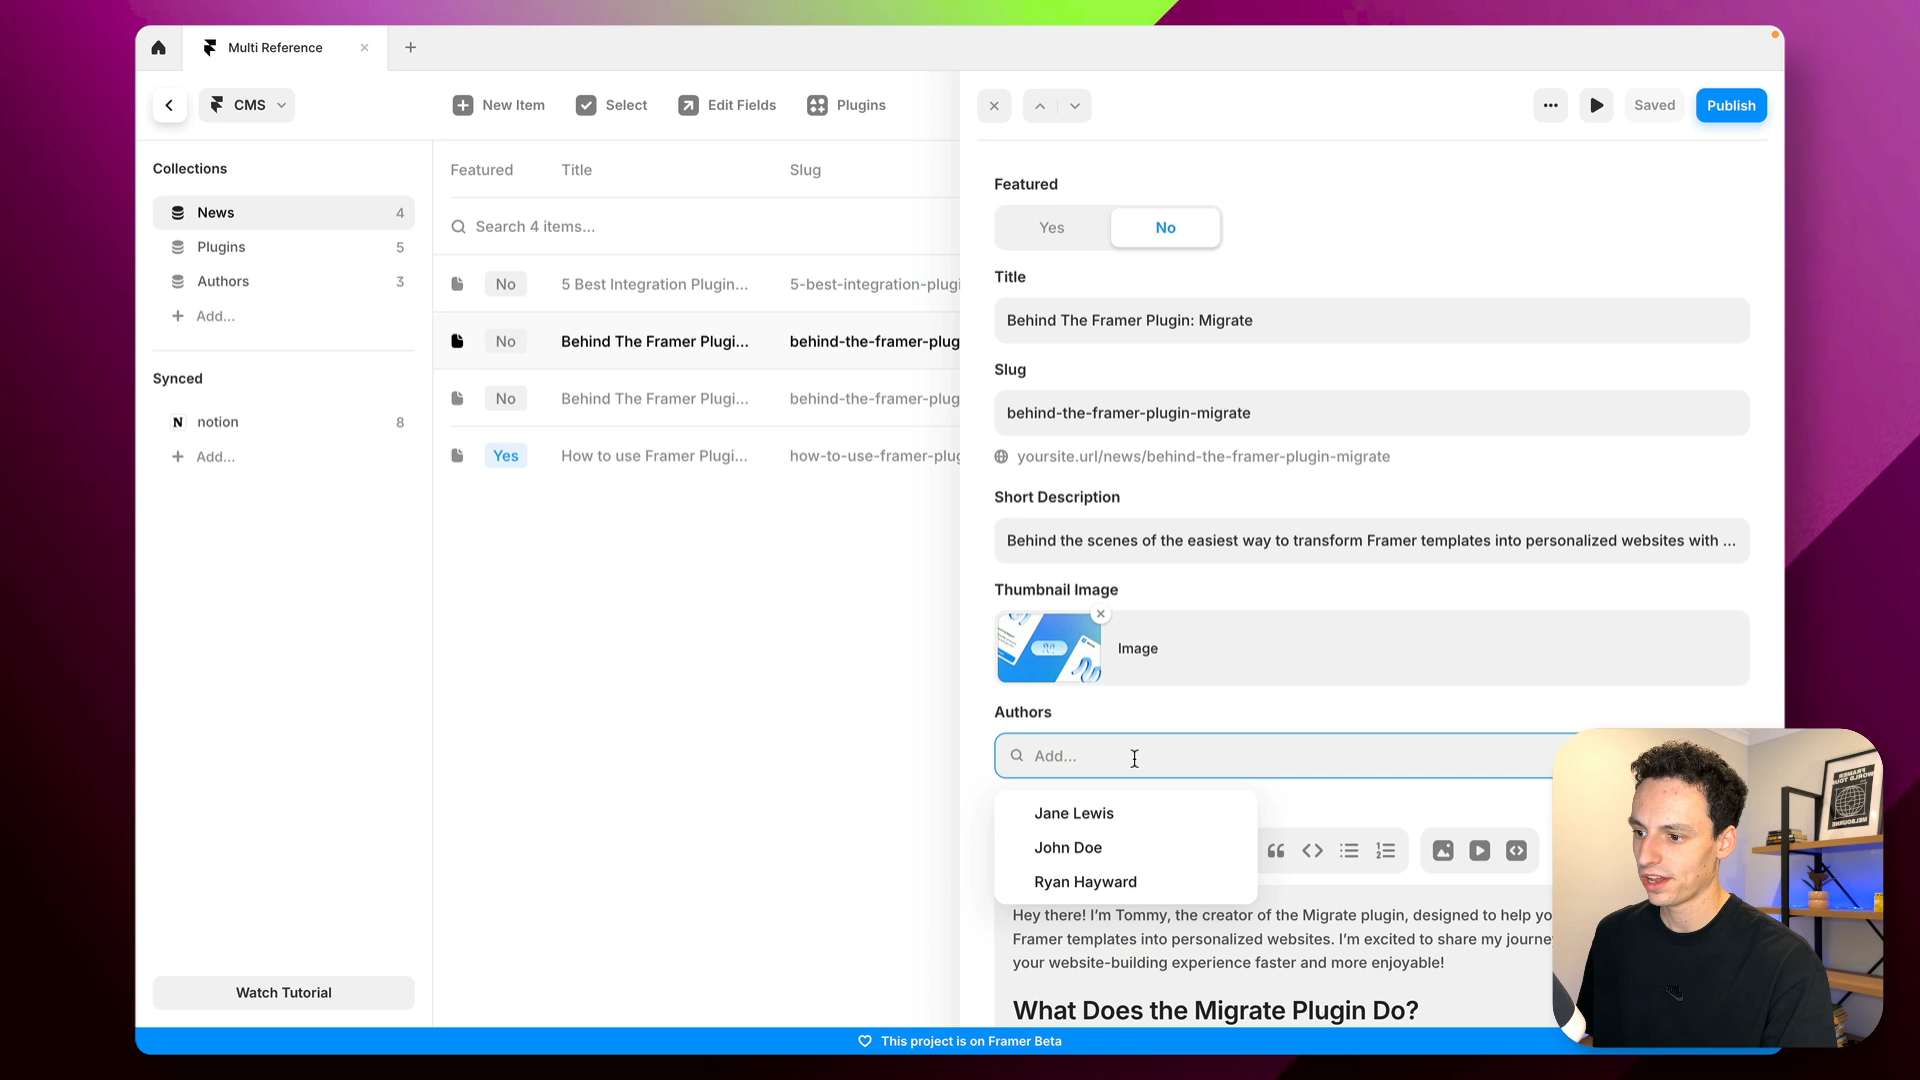 Multi Reference
CMS
New Item
Select
Edit Fields
Plugins
Saved
Publish
Collections
News 4
Plugins 5
Authors 3
Add...
Synced
notion 8
Add...
Watch Tutorial
Featured Title Slug
Search 4 items...
No 5 Best Integration Plugin... 5-best-integration-plugi
No Behind The Framer Plugi... behind-the-framer-plug
No Behind The Framer Plugi... behind-the-framer-plug
Yes How to use Framer Plugi... how-to-use-framer-plug
Featured
Yes No
Title
Behind The Framer Plugin: Migrate
Slug
behind-the-framer-plugin-migrate
yoursite.url/news/behind-the-framer-plugin-migrate
Short Description
Behind the scenes of the easiest way to transform Framer templates into personalized websites with ...
Thumbnail Image
Image
Authors
Add...
Jane Lewis
John Doe
Ryan Hayward
Hey there! I'm Tommy, the creator of the Migrate plugin, designed to help yo
Framer templates into personalized websites. I'm excited to share my journe
your website-building experience faster and more enjoyable!
What Does the Migrate Plugin Do?
This project is on Framer Beta